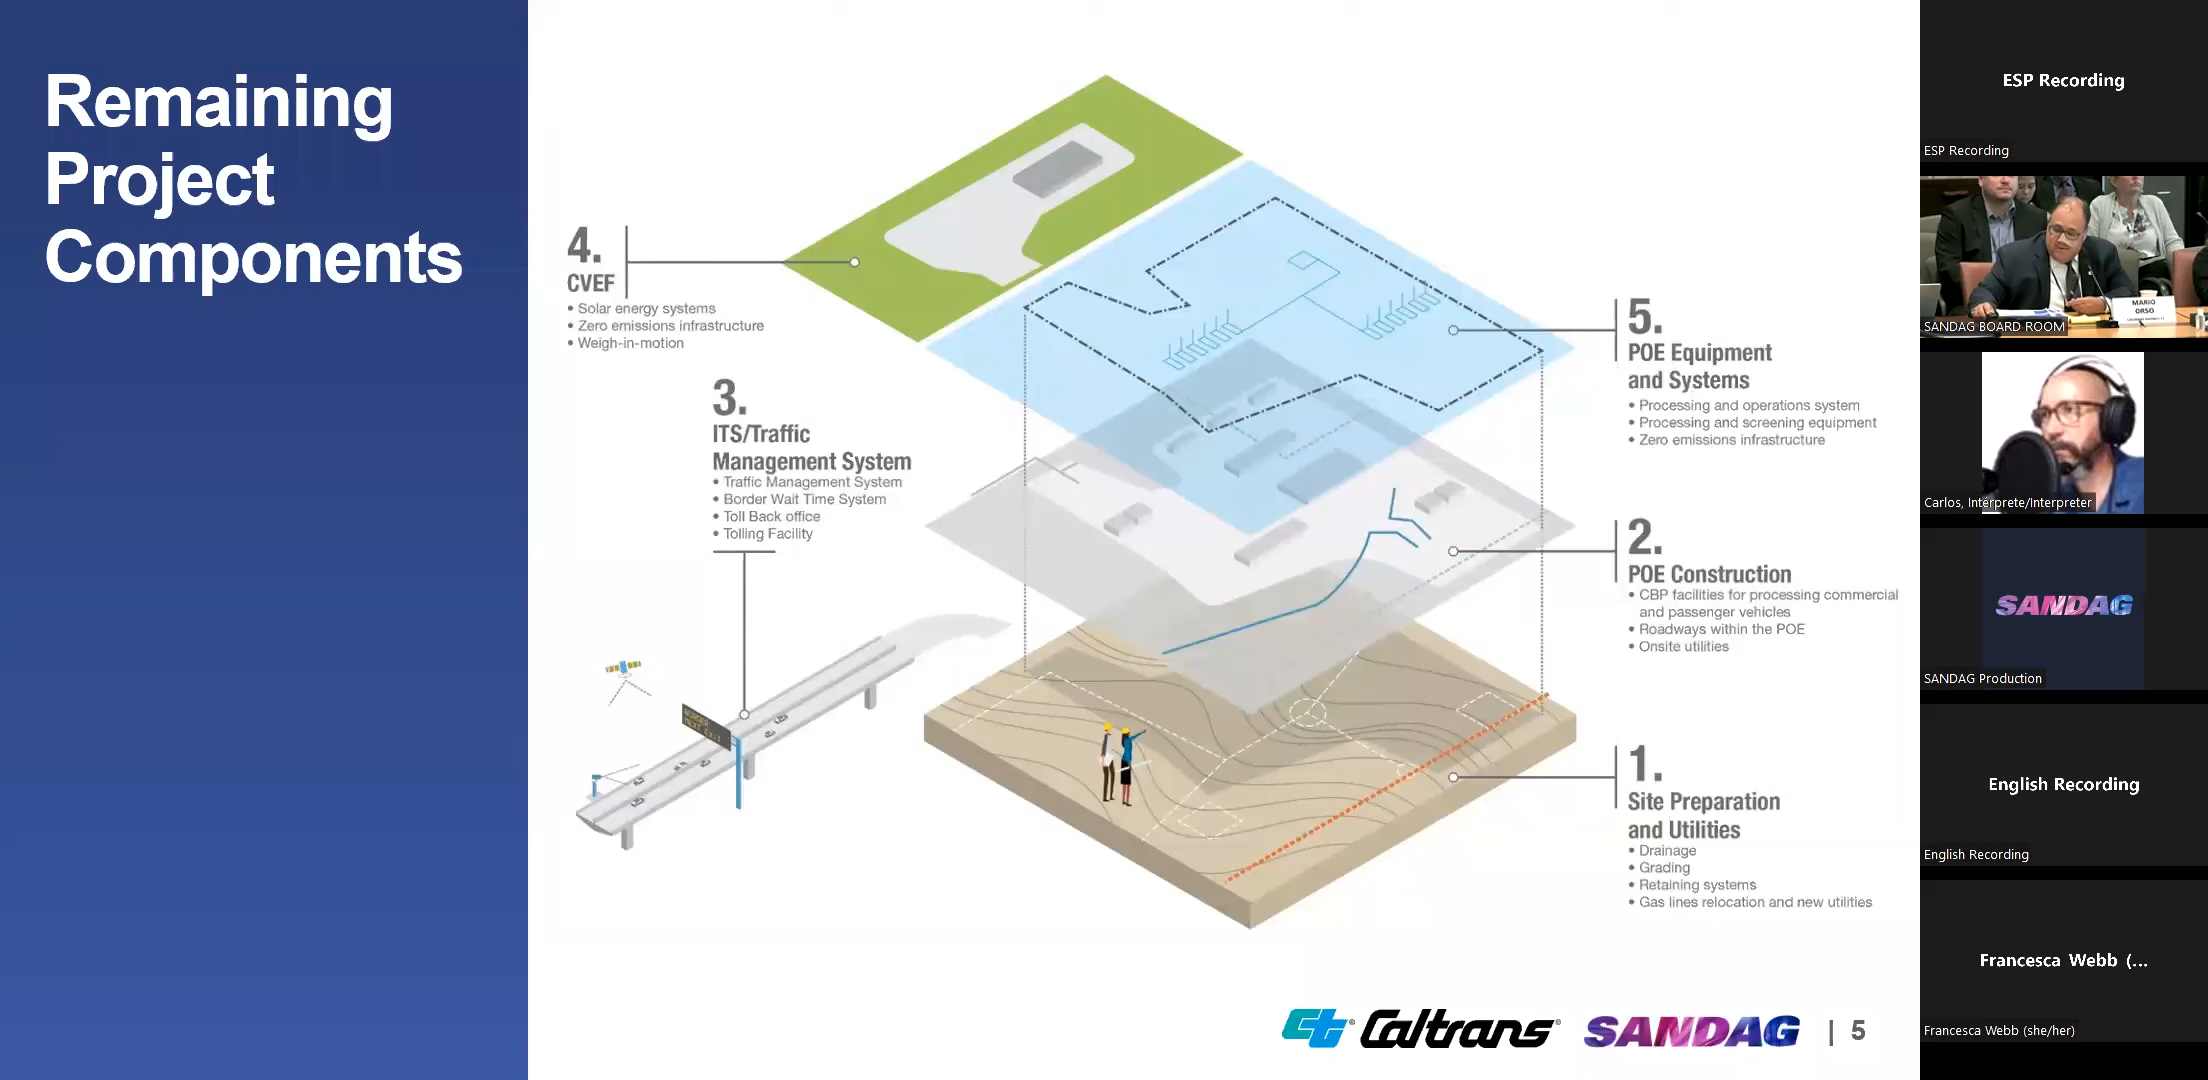 Remaining
Project
Components
4.
CVEF
• Solar energy systems
• Zero emissions infrastructure
• Weigh-in-motion
3.
ITS/Traffic
Management System
• Traffic Management System
• Border Wait Time System
• Toll Back office
• Tolling Facility
BORDER
NEXT EXIT
5.
POE Equipment
and Systems
• Processing and operations system
• Processing and screening equipment
• Zero emissions infrastructure
2.
POE Construction
• CBP facilities for processing commercial
and passenger vehicles
• Roadways within the POE
• Onsite utilities
1.
Site Preparation
and Utilities
• Drainage
• Grading
• Retaining systems
• Gas lines relocation and new utilities
Caltrans® SANDAG | 5
ESP Recording
ESP Recording
MARIO
ORSO
SANDAG BOARD ROOM
Carlos, Intérprete/Interpreter
SANDAG
SANDAG Production
English Recording
English Recording
Francesca Webb (...
Francesca Webb (she/her)